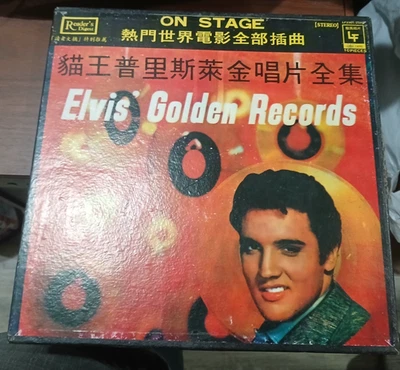 Reader's
Digest
ON STAGE
[STEREO]
熱門世界電影全部插曲
LF
貓王普里斯萊金唱片全集
Elvis' Golden Records